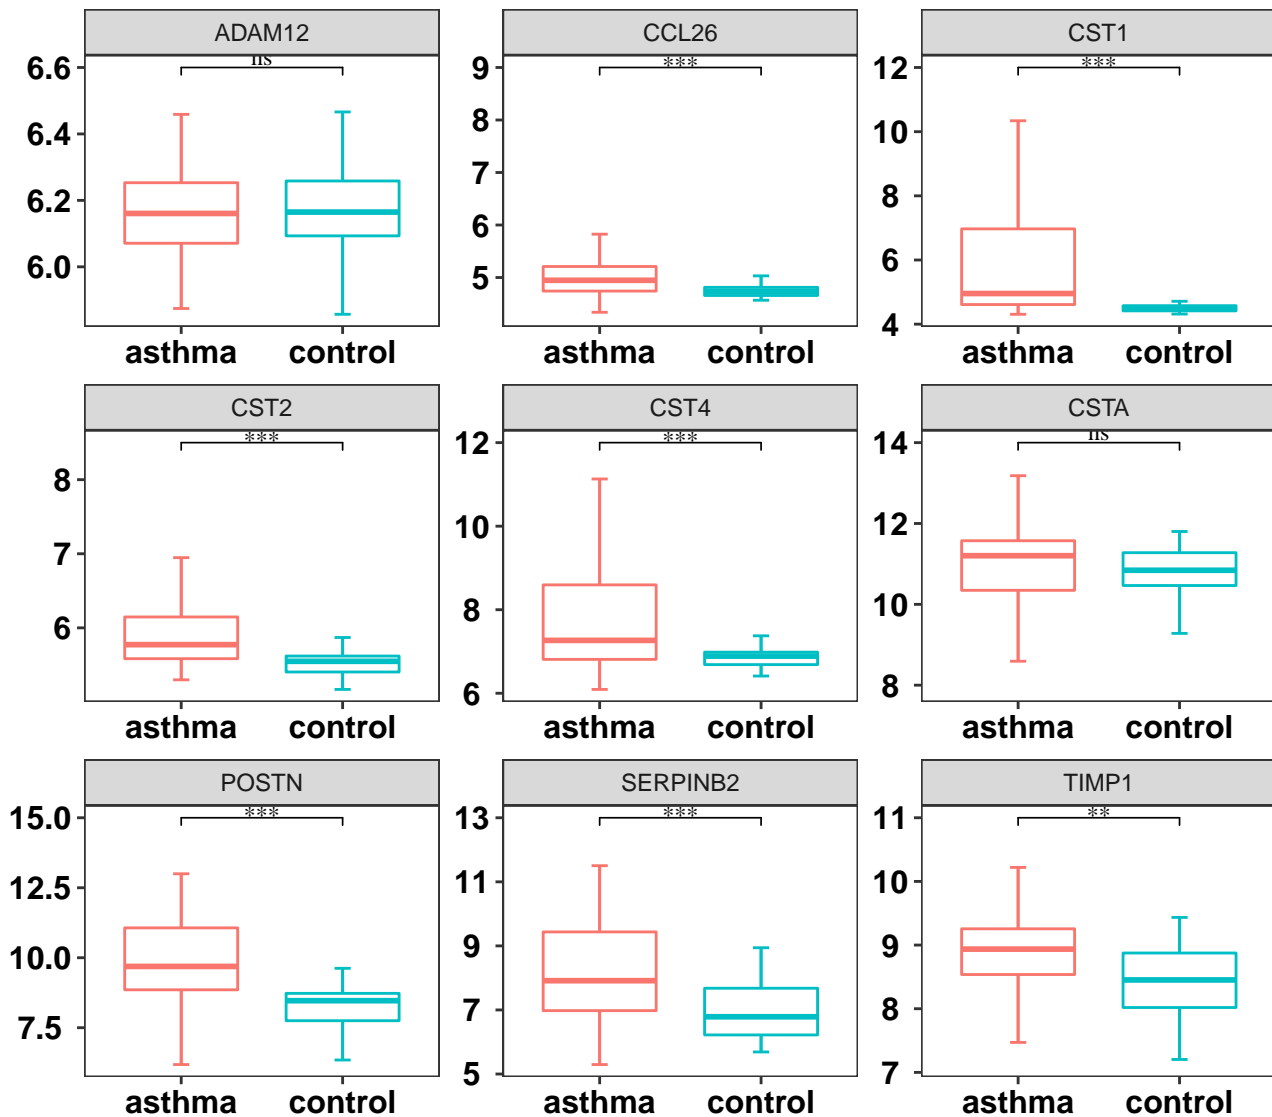 ADAM12 CCL26 CST1
6.6 ns 9 *** 12 ***
6.4 8 10
6.2 7 8
6.0 6 6
5 4
asthma control asthma control asthma control
CST2 CST4 CSTA
8 *** 12 *** 14 ns
7 10 12
6 8 10
6 8
asthma control asthma control asthma control
POSTN SERPINB2 TIMP1
15.0 *** 13 *** 11 **
12.5 11 10
10.0 9 9
7.5 7 8
5 7
asthma control asthma control asthma control